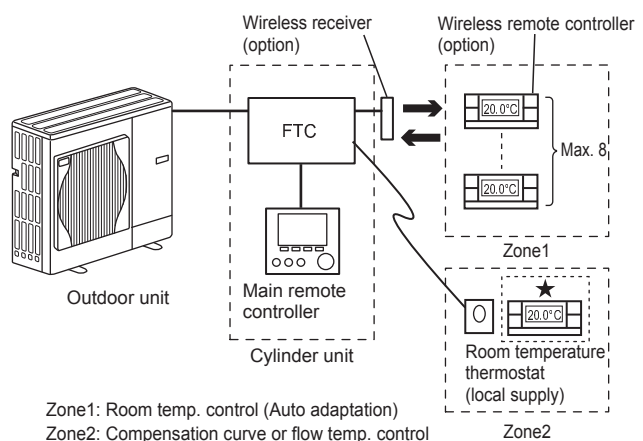 Wireless receiver
(option)
Wireless remote controller
(option)
FTC
20.0°C
Max. 8
20.0°C
Zone1
Outdoor unit
Main remote
controller
Cylinder unit
20.0°C
Room temperature
thermostat
(local supply)
Zone2
Zone1: Room temp. control (Auto adaptation)
Zone2: Compensation curve or flow temp. control